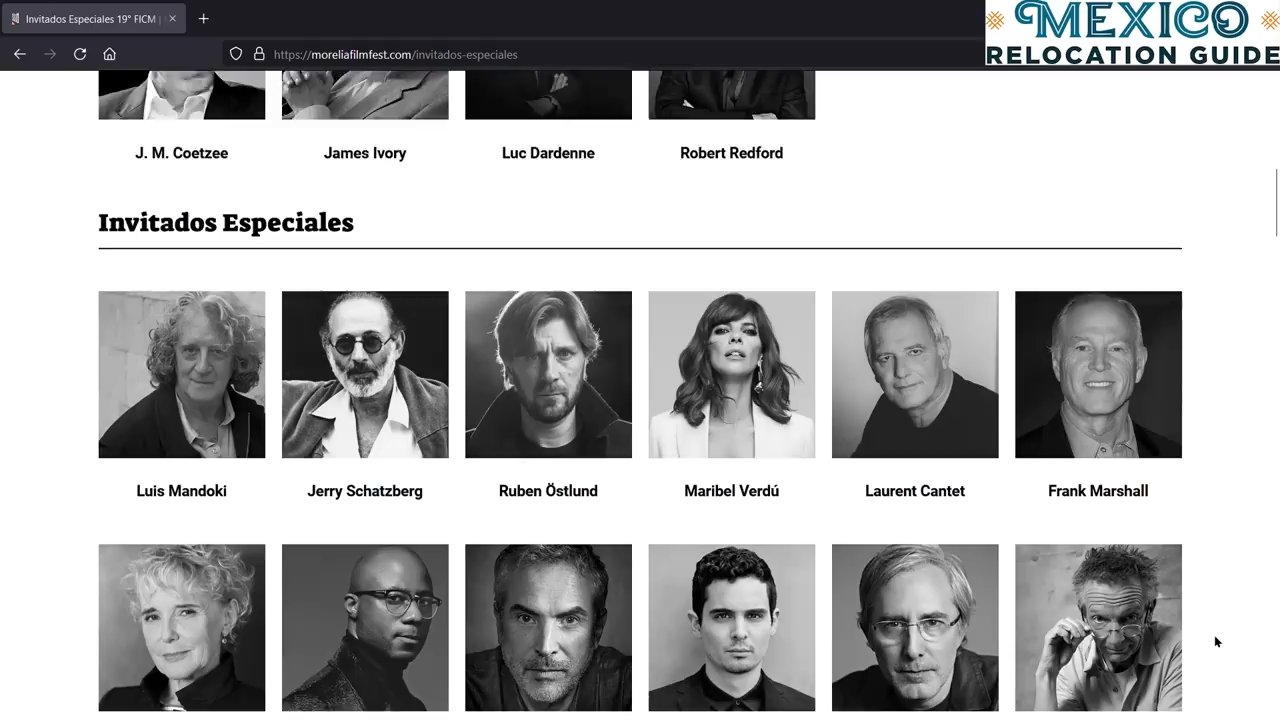 Invitados Especiales 19° FICM |
MEXICO
RELOCATION GUIDE
https://moreliafilmfest.com/invitados-especiales
J. M. Coetzee
James Ivory
Luc Dardenne
Robert Redford
Invitados Especiales
Luis Mandoki
Jerry Schatzberg
Ruben Östlund
Maribel Verdú
Laurent Cantet
Frank Marshall